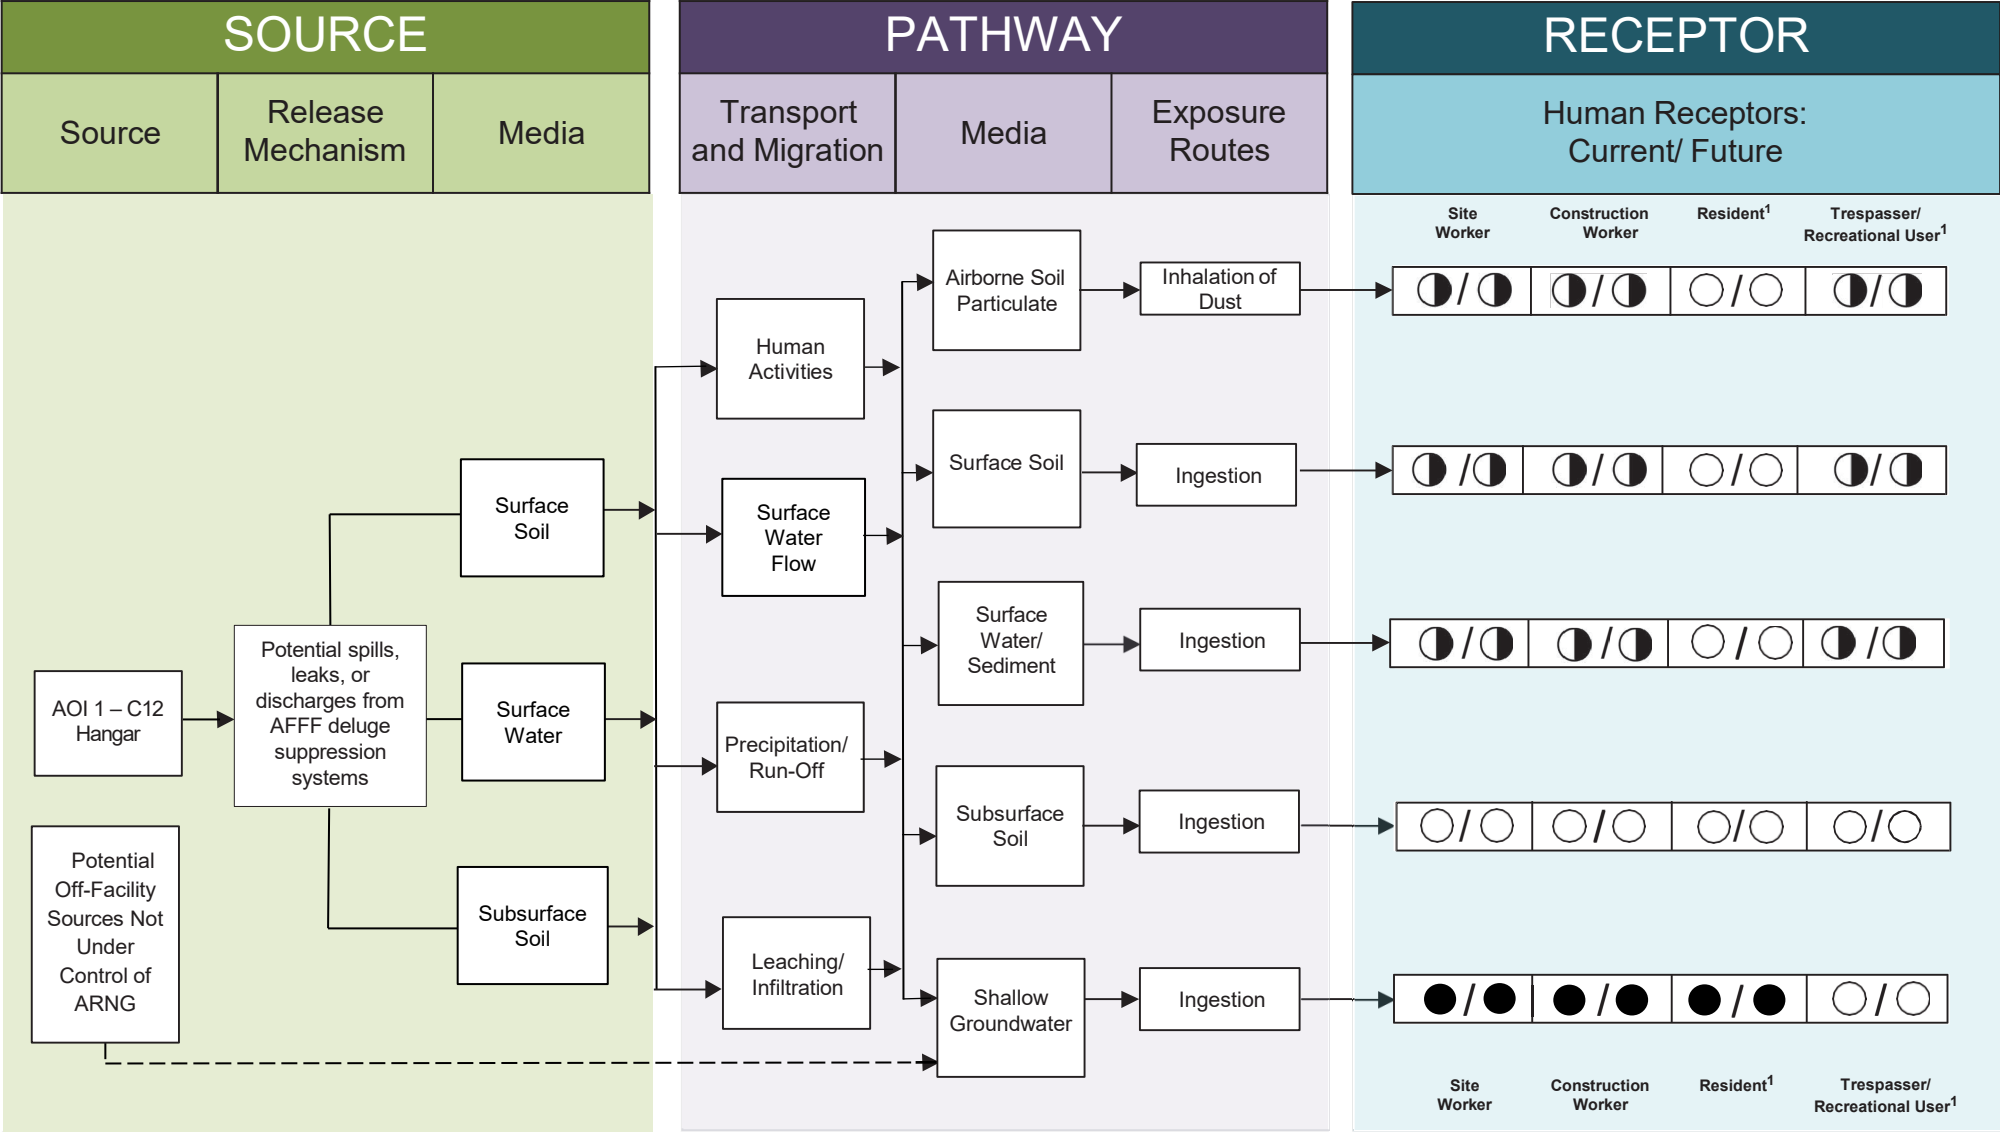 SOURCE
PATHWAY
RECEPTOR
Source
Release
Mechanism
Media
Transport
and Migration
Media
Exposure
Routes
Human Receptors:
Current/ Future
Site
Worker
Construction
Worker
Resident1
Trespasser/
Recreational User1
AOI 1 – C12
Hangar
Potential
Off-Facility
Sources Not
Under
Control of
ARNG
Potential spills,
leaks, or
discharges from
AFFF deluge
suppression
systems
Surface
Soil
Surface
Water
Subsurface
Soil
Human
Activities
Surface
Water
Flow
Precipitation/
Run-Off
Leaching/
Infiltration
Airborne Soil
Particulate
Inhalation of
Dust
/ / / /
Surface Soil
Ingestion
/ / / /
Surface
Water/
Sediment
Ingestion
/ / / /
Subsurface
Soil
Ingestion
/ / / /
Shallow
Groundwater
Ingestion
/ / / /
Site
Worker
Construction
Worker
Resident1
Trespasser/
Recreational User1